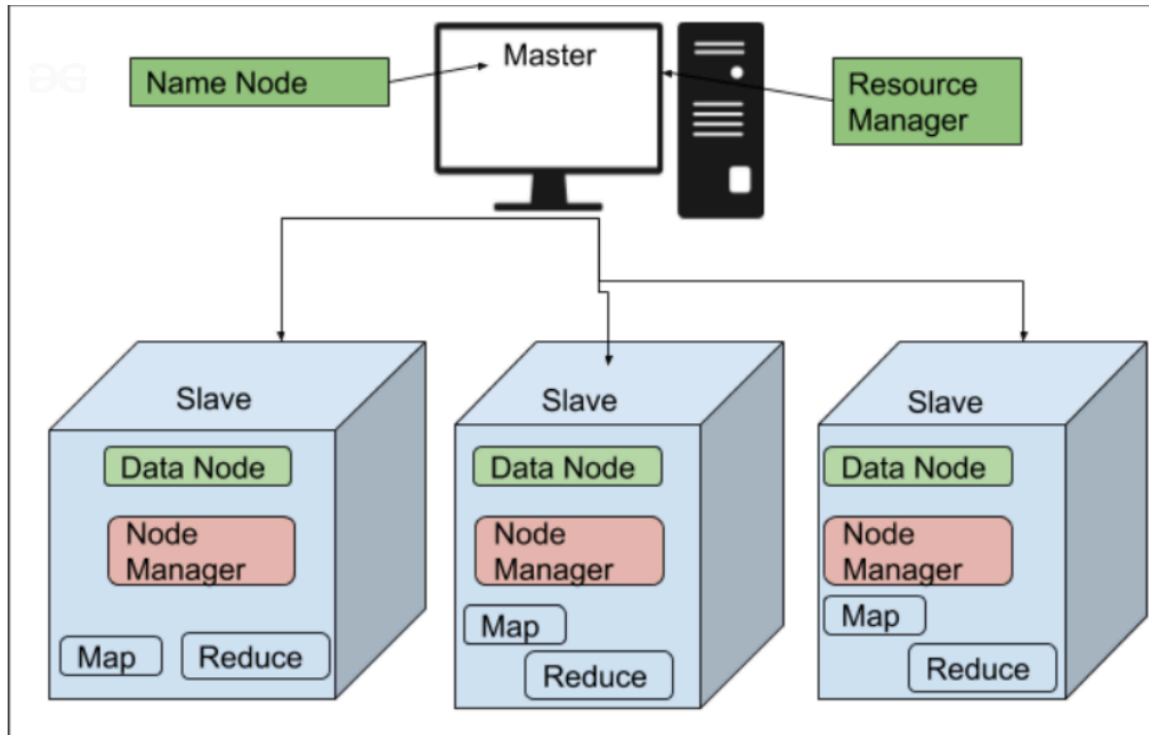 Master
Name Node
Resource
Manager
Slave
Slave
Slave
Data Node
Data Node
Data Node
Node
Manager
Node
Manager
Node
Manager
Map
Reduce
Map
Reduce
Map
Reduce